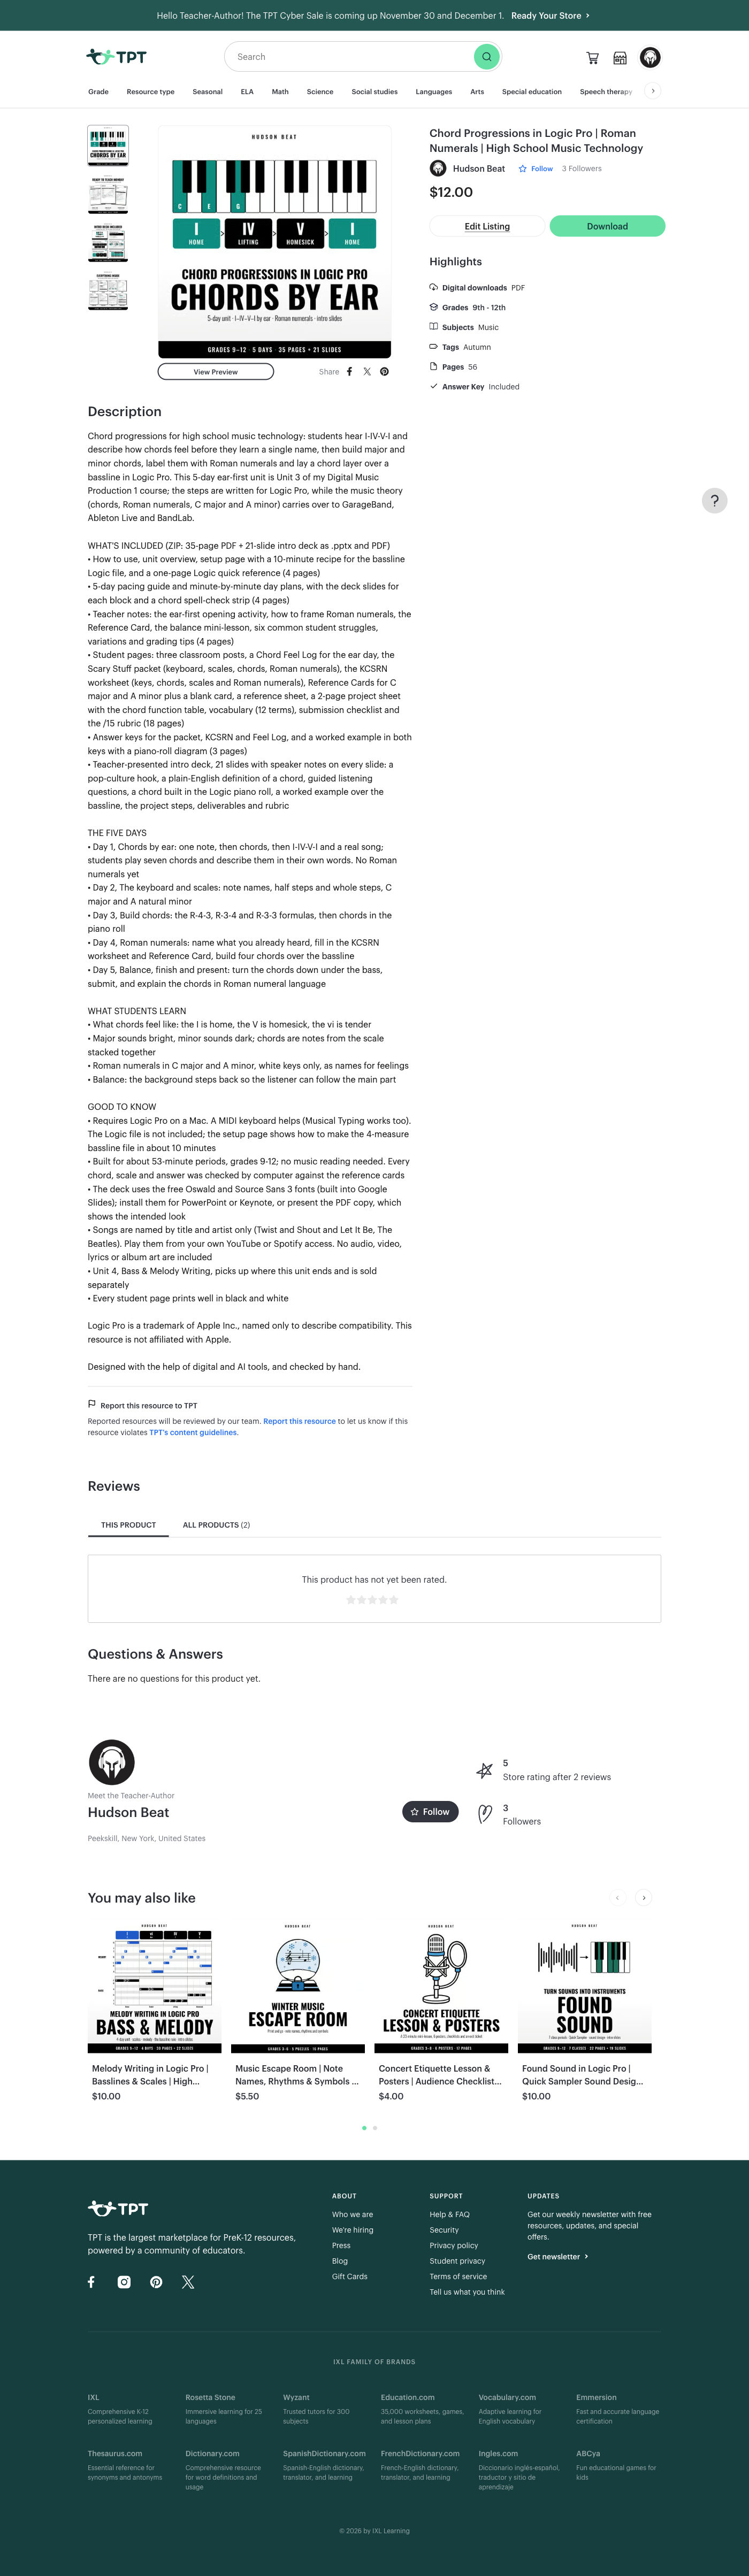 Hello Teacher-Author! The TPT Cyber Sale is coming up November 30 and December 1. Ready Your Store
TPT
Search
Grade Resource type Seasonal ELA Math Science Social studies Languages Arts Special education Speech therapy
HUDSON BEAT
C E G
I IV V I
HOME LIFTING HOMESICK HOME
CHORD PROGRESSIONS IN LOGIC PRO
CHORDS BY EAR
5-day unit · I-IV-V-I by ear · Roman numerals · intro slides
GRADES 9–12 · 5 DAYS · 35 PAGES + 21 SLIDES
View Preview
Share
Chord Progressions in Logic Pro | Roman
Numerals | High School Music Technology
Hudson Beat Follow 3 Followers
$12.00
Edit Listing Download
Highlights
Digital downloads PDF
Grades 9th - 12th
Subjects Music
Tags Autumn
Pages 56
Answer Key Included
?
Description
Chord progressions for high school music technology: students hear I-IV-V-I and
describe how chords feel before they learn a single name, then build major and
minor chords, label them with Roman numerals and lay a chord layer over a
bassline in Logic Pro. This 5-day ear-first unit is Unit 3 of my Digital Music
Production 1 course; the steps are written for Logic Pro, while the music theory
(chords, Roman numerals, C major and A minor) carries over to GarageBand,
Ableton Live and BandLab.
WHAT'S INCLUDED (ZIP: 35-page PDF + 21-slide intro deck as .pptx and PDF)
• How to use, unit overview, setup page with a 10-minute recipe for the bassline
Logic file, and a one-page Logic quick reference (4 pages)
• 5-day pacing guide and minute-by-minute day plans, with the deck slides for
each block and a chord spell-check strip (4 pages)
• Teacher notes: the ear-first opening activity, how to frame Roman numerals, the
Reference Card, the balance mini-lesson, six common student struggles,
variations and grading tips (4 pages)
• Student pages: three classroom posters, a Chord Feel Log for the ear day, the
Scary Stuff packet (keyboard, scales, chords, Roman numerals), the KCSRN
worksheet (keys, chords, scales and Roman numerals), Reference Cards for C
major and A minor plus a blank card, a reference sheet, a 2-page project sheet
with the chord function table, vocabulary (12 terms), submission checklist and
the /15 rubric (18 pages)
• Answer keys for the packet, KCSRN and Feel Log, and a worked example in both
keys with a piano-roll diagram (3 pages)
• Teacher-presented intro deck, 21 slides with speaker notes on every slide: a
pop-culture hook, a plain-English definition of a chord, guided listening
questions, a chord built in the Logic piano roll, a worked example over the
bassline, the project steps, deliverables and rubric
THE FIVE DAYS
• Day 1, Chords by ear: one note, then chords, then I-IV-V-I and a real song;
students play seven chords and describe them in their own words. No Roman
numerals yet
• Day 2, The keyboard and scales: note names, half steps and whole steps, C
major and A natural minor
• Day 3, Build chords: the R-4-3, R-3-4 and R-3-3 formulas, then chords in the
piano roll
• Day 4, Roman numerals: name what you already heard, fill in the KCSRN
worksheet and Reference Card, build four chords over the bassline
• Day 5, Balance, finish and present: turn the chords down under the bass,
submit, and explain the chords in Roman numeral language
WHAT STUDENTS LEARN
• What chords feel like: the I is home, the V is homesick, the vi is tender
• Major sounds bright, minor sounds dark; chords are notes from the scale
stacked together
• Roman numerals in C major and A minor, white keys only, as names for feelings
• Balance: the background steps back so the listener can follow the main part
GOOD TO KNOW
• Requires Logic Pro on a Mac. A MIDI keyboard helps (Musical Typing works too).
The Logic file is not included; the setup page shows how to make the 4-measure
bassline file in about 10 minutes
• Built for about 53-minute periods, grades 9-12; no music reading needed. Every
chord, scale and answer was checked by computer against the reference cards
• The deck uses the free Oswald and Source Sans 3 fonts (built into Google
Slides); install them for PowerPoint or Keynote, or present the PDF copy, which
shows the intended look
• Songs are named by title and artist only (Twist and Shout and Let It Be, The
Beatles). Play them from your own YouTube or Spotify access. No audio, video,
lyrics or album art are included
• Unit 4, Bass & Melody Writing, picks up where this unit ends and is sold
separately
• Every student page prints well in black and white
Logic Pro is a trademark of Apple Inc., named only to describe compatibility. This
resource is not affiliated with Apple.
Designed with the help of digital and AI tools, and checked by hand.
Report this resource to TPT
Reported resources will be reviewed by our team. Report this resource to let us know if this
resource violates TPT's content guidelines.
Reviews
THIS PRODUCT ALL PRODUCTS (2)
This product has not yet been rated.
Questions & Answers
There are no questions for this product yet.
Meet the Teacher-Author
Hudson Beat
Peekskill, New York, United States
Follow
5
Store rating after 2 reviews
3
Followers
You may also like
HUDSON BEAT
MELODY WRITING IN LOGIC PRO
BASS & MELODY
HUDSON BEAT
WINTER MUSIC
ESCAPE ROOM
HUDSON BEAT
CONCERT ETIQUETTE
LESSON & POSTERS
HUDSON BEAT
TURN SOUNDS INTO INSTRUMENTS
FOUND
SOUND
Melody Writing in Logic Pro |
Basslines & Scales | High...
$10.00
Music Escape Room | Note
Names, Rhythms & Symbols ...
$5.50
Concert Etiquette Lesson &
Posters | Audience Checklist...
$4.00
Found Sound in Logic Pro |
Quick Sampler Sound Desig...
$10.00
TPT
TPT is the largest marketplace for PreK-12 resources,
powered by a community of educators.
ABOUT
Who we are
We're hiring
Press
Blog
Gift Cards
SUPPORT
Help & FAQ
Security
Privacy policy
Student privacy
Terms of service
Tell us what you think
UPDATES
Get our weekly newsletter with free
resources, updates, and special
offers.
Get newsletter
IXL FAMILY OF BRANDS
IXL
Comprehensive K-12
personalized learning
Rosetta Stone
Immersive learning for 25
languages
Wyzant
Trusted tutors for 300
subjects
Education.com
35,000 worksheets, games,
and lesson plans
Vocabulary.com
Adaptive learning for
English vocabulary
Emmersion
Fast and accurate language
certification
Thesaurus.com
Essential reference for
synonyms and antonyms
Dictionary.com
Comprehensive resource
for word definitions and
usage
SpanishDictionary.com
Spanish-English dictionary,
translator, and learning
FrenchDictionary.com
French-English dictionary,
translator, and learning
Ingles.com
Diccionario inglés-español,
traductor y sitio de
aprendizaje
ABCya
Fun educational games for
kids
© 2026 by IXL Learning